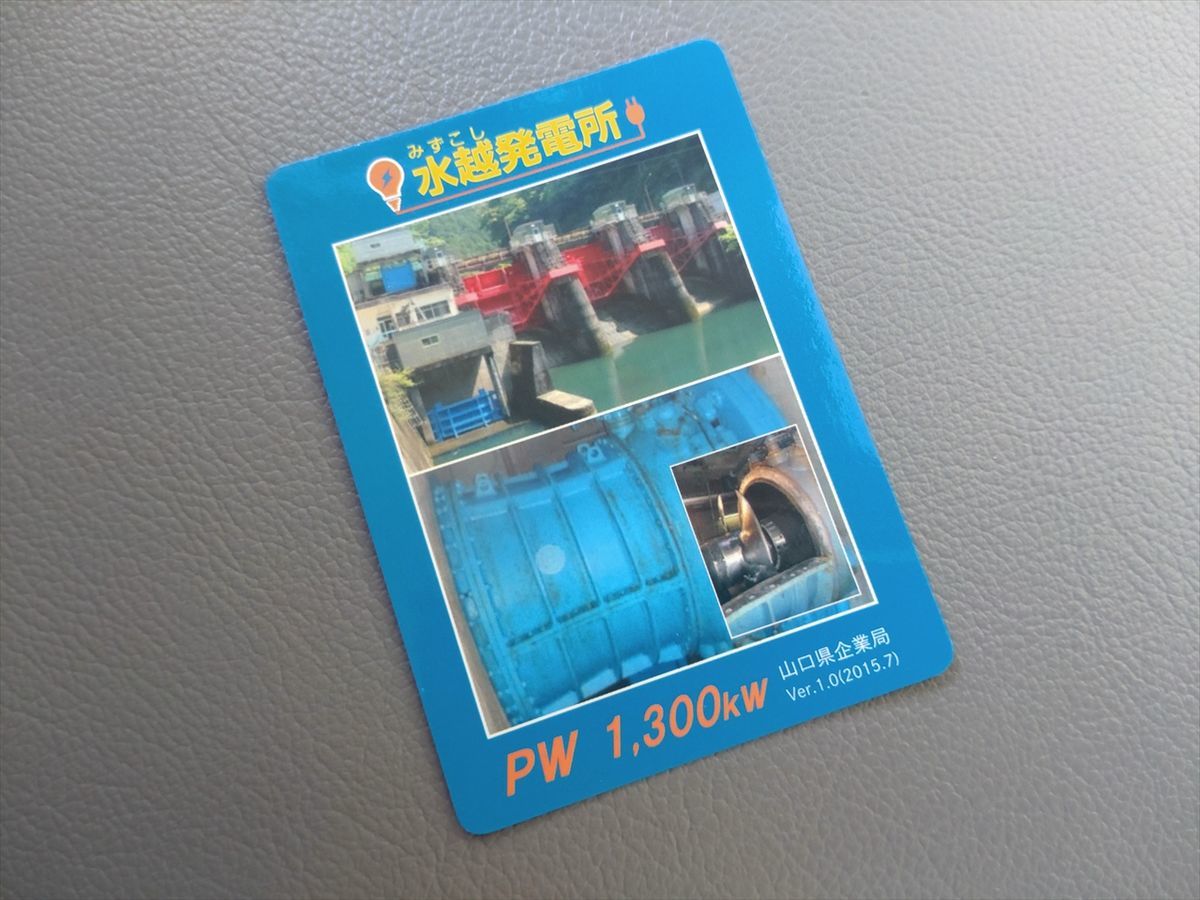 みずこし
水越発電所
山口県企業局
Ver.1.0(2015.7)
PW 1,300kW